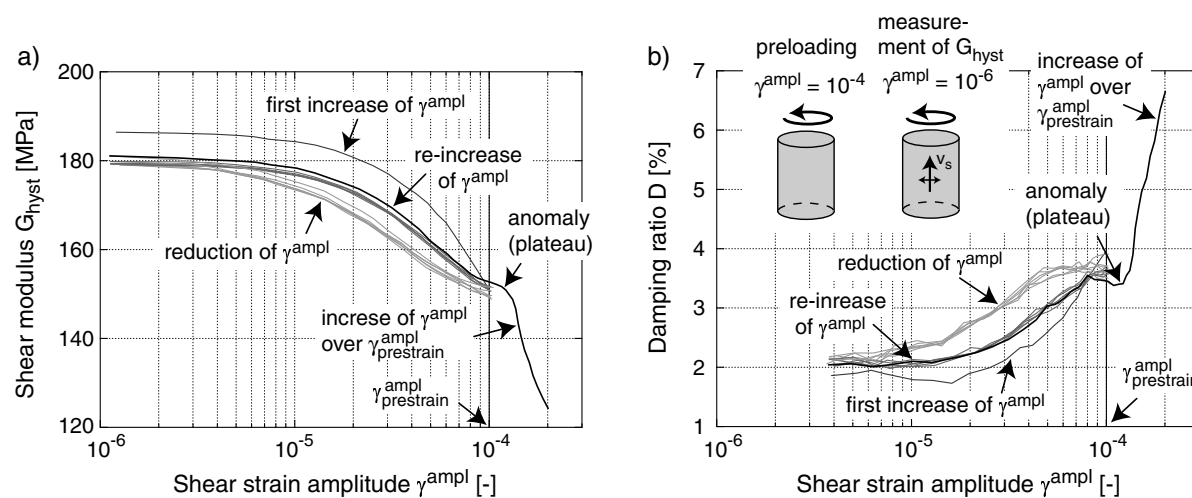 a)
200
180
160
140
120
Shear modulus G_hyst [MPa]
first increase of γ^ampl
re-increase
of γ^ampl
reduction of γ^ampl
anomaly
(plateau)
increse of γ^ampl
over γ^ampl_prestrain
γ^ampl_prestrain
10^-6
10^-5
10^-4
Shear strain amplitude γ^ampl [-]
b)
7
6
5
4
3
2
1
Damping ratio D [%]
preloading
γ^ampl = 10^-4
measure-
ment of G_hyst
γ^ampl = 10^-6
v_s
increase of
γ^ampl over
γ^ampl_prestrain
anomaly
(plateau)
reduction of γ^ampl
re-inrease
of γ^ampl
first increase of γ^ampl
γ^ampl_prestrain
10^-6
10^-5
10^-4
Shear strain amplitude γ^ampl [-]